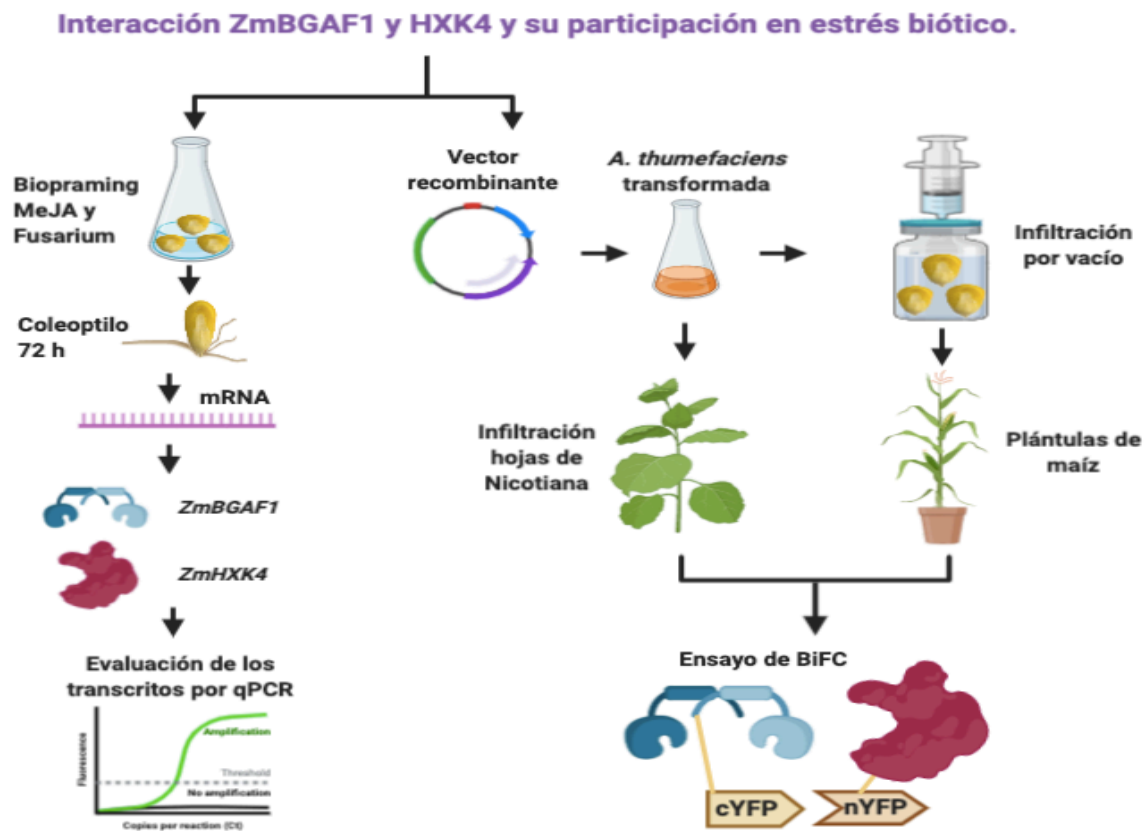 Interacción ZmBGAF1 y HXK4 y su participación en estrés biótico.
Biopraming
MeJA y
Fusarium
Coleoptilo
72 h
mRNA
ZmBGAF1
ZmHXK4
Evaluación de los
transcritos por qPCR
Fluorescence
Amplification
Threshold
No amplification
Copies per reaction (Ct)
Vector
recombinante
A. thumefaciens
transformada
Infiltración
por vacío
Infiltración
hojas de
Nicotiana
Plántulas de
maíz
Ensayo de BiFC
cYFP
nYFP